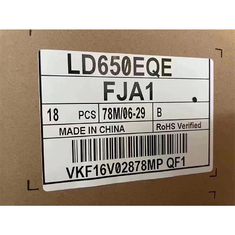 LD650EQE
FJA1
18 PCS 78M/06-29 B
MADE IN CHINA RoHS Verified
VKF16V02878MP QF1